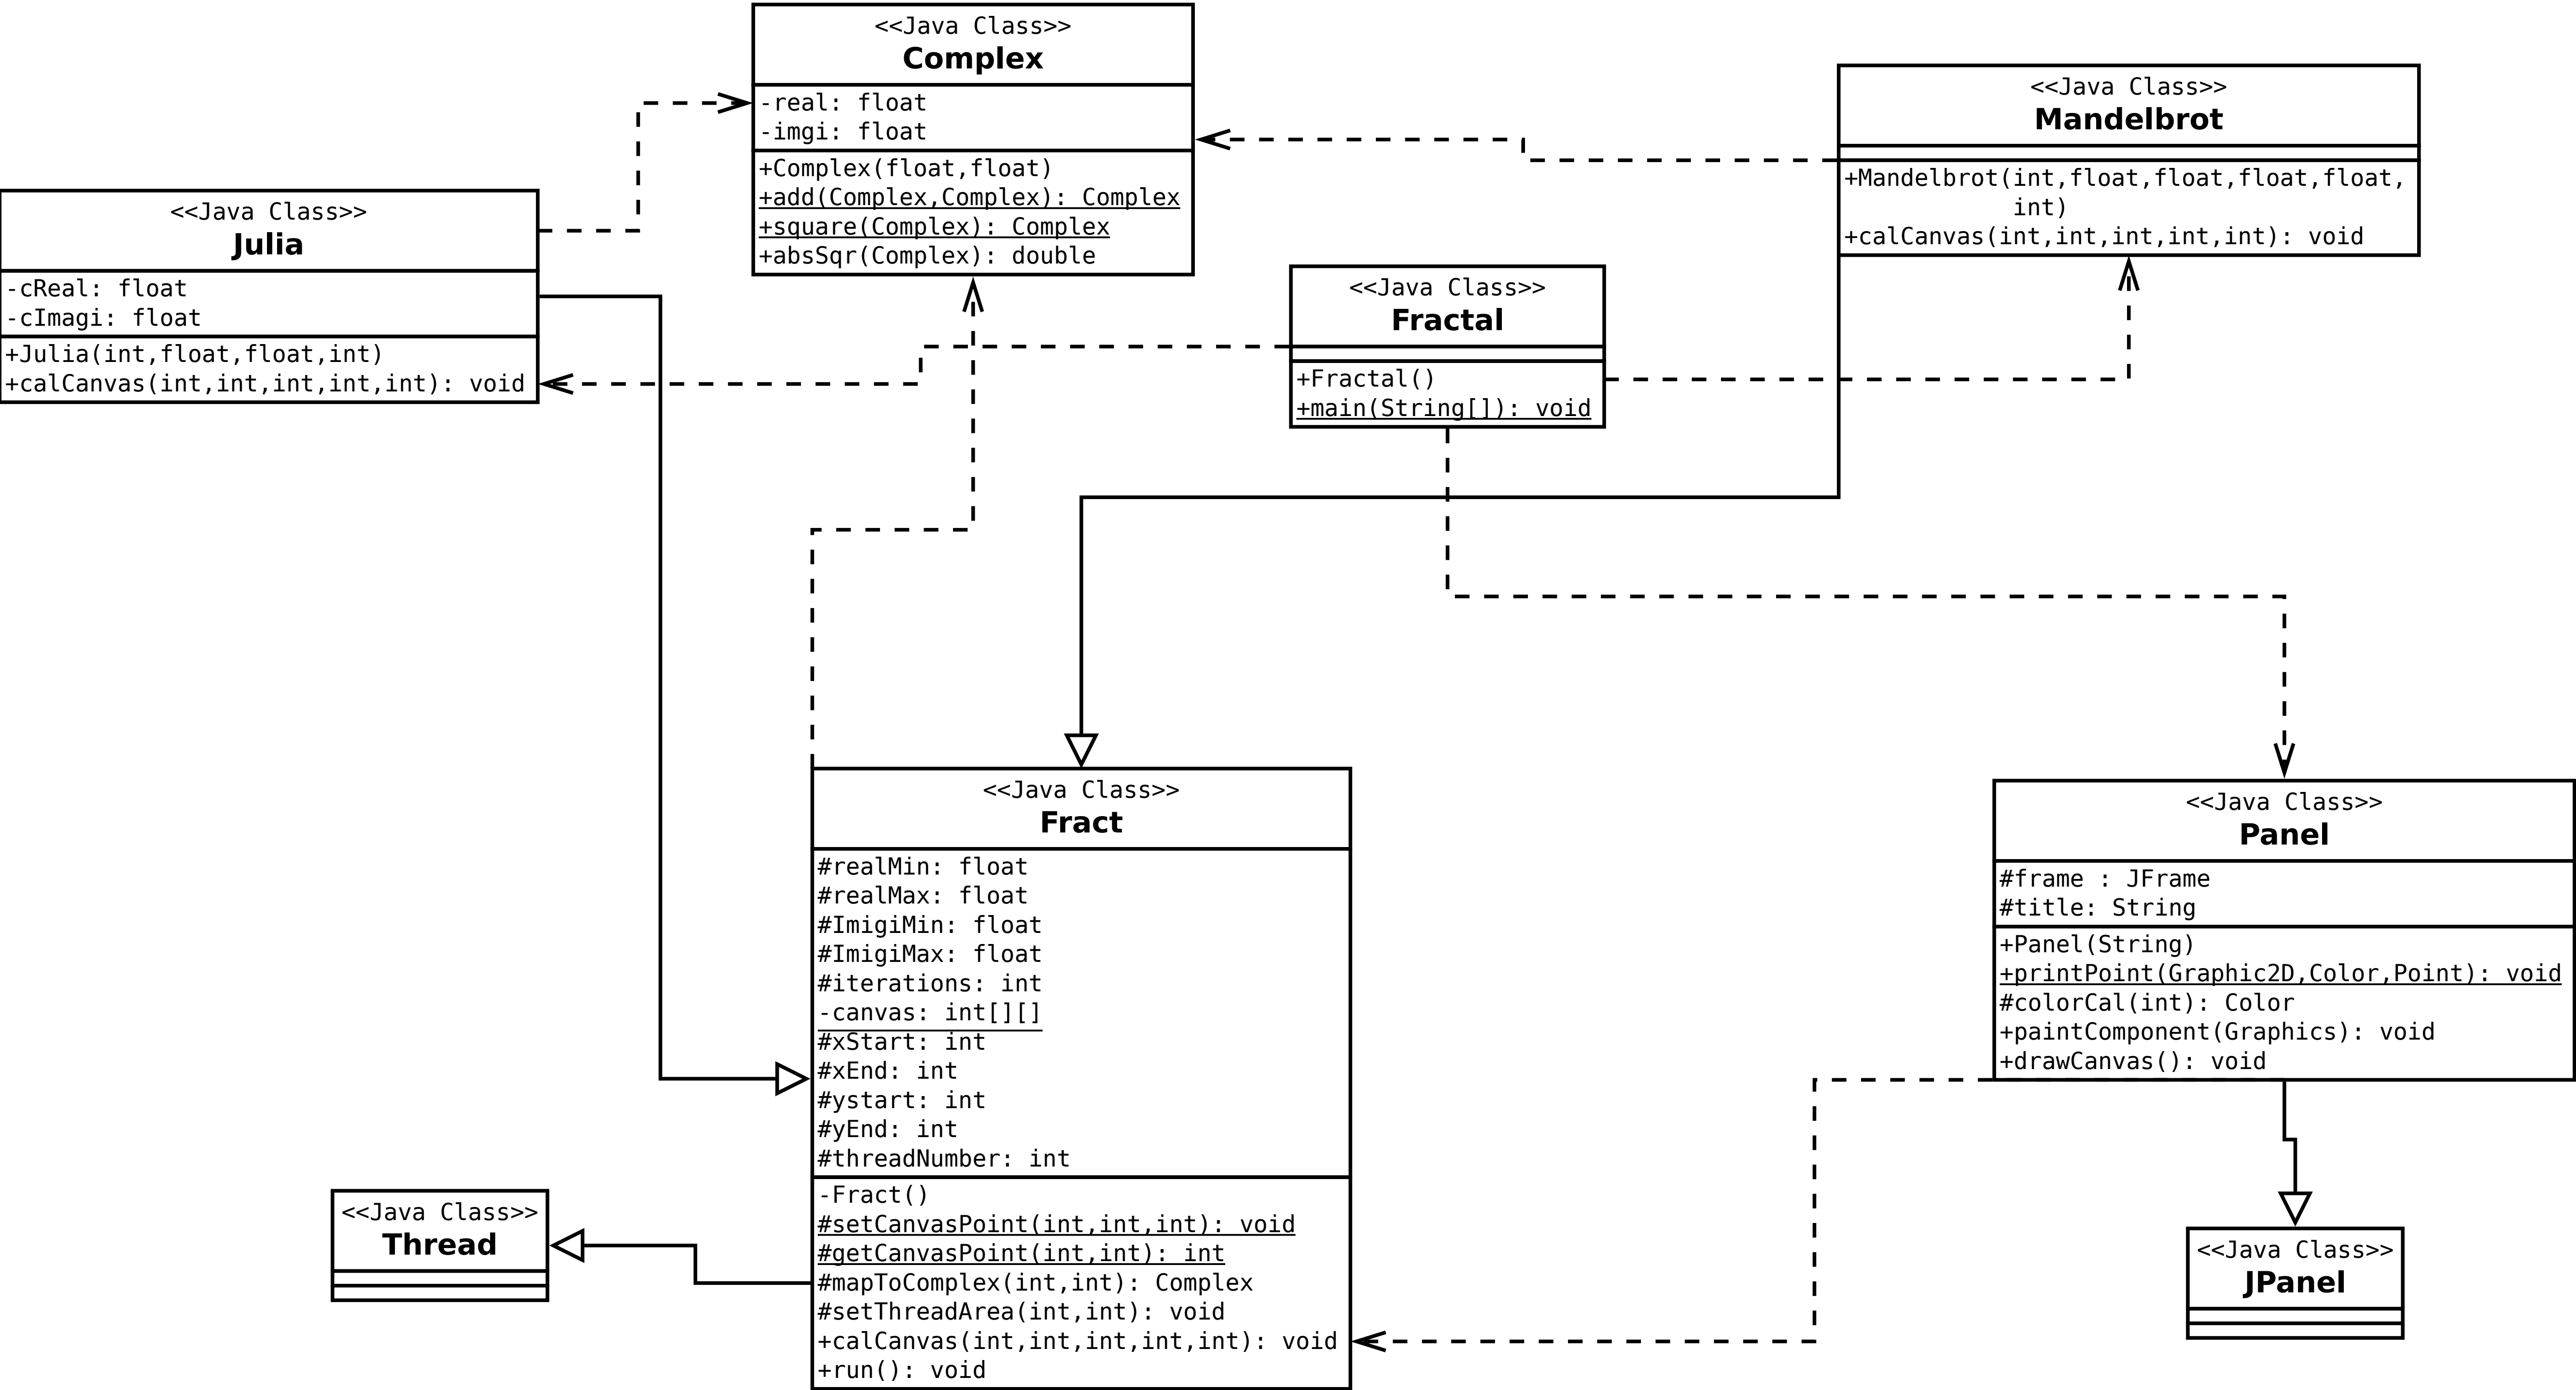 <<Java Class>>
Complex
-real: float
-imgi: float
+Complex(float,float)
+add(Complex,Complex): Complex
+square(Complex): Complex
+absSqr(Complex): double
<<Java Class>>
Mandelbrot
+Mandelbrot(int,float,float,float,float,
int)
+calCanvas(int,int,int,int,int): void
<<Java Class>>
Julia
-cReal: float
-cImagi: float
+Julia(int,float,float,int)
+calCanvas(int,int,int,int,int): void
<<Java Class>>
Fractal
+Fractal()
+main(String[]): void
<<Java Class>>
Fract
#realMin: float
#realMax: float
#ImigiMin: float
#ImigiMax: float
#iterations: int
-canvas: int[][]
#xStart: int
#xEnd: int
#ystart: int
#yEnd: int
#threadNumber: int
-Fract()
#setCanvasPoint(int,int,int): void
#getCanvasPoint(int,int): int
#mapToComplex(int,int): Complex
#setThreadArea(int,int): void
+calCanvas(int,int,int,int,int): void
+run(): void
<<Java Class>>
Panel
#frame : JFrame
#title: String
+Panel(String)
+printPoint(Graphic2D,Color,Point): void
#colorCal(int): Color
+paintComponent(Graphics): void
+drawCanvas(): void
<<Java Class>>
Thread
<<Java Class>>
JPanel